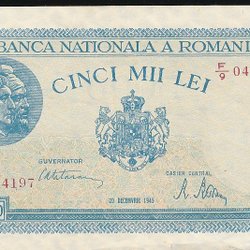 BANCA NATIONALA A ROMANIEI
CINCI MII LEI
F/9 04
GUVERNATOR
CASIER CENTRAL
4197
20 DECEMVRIE 1945